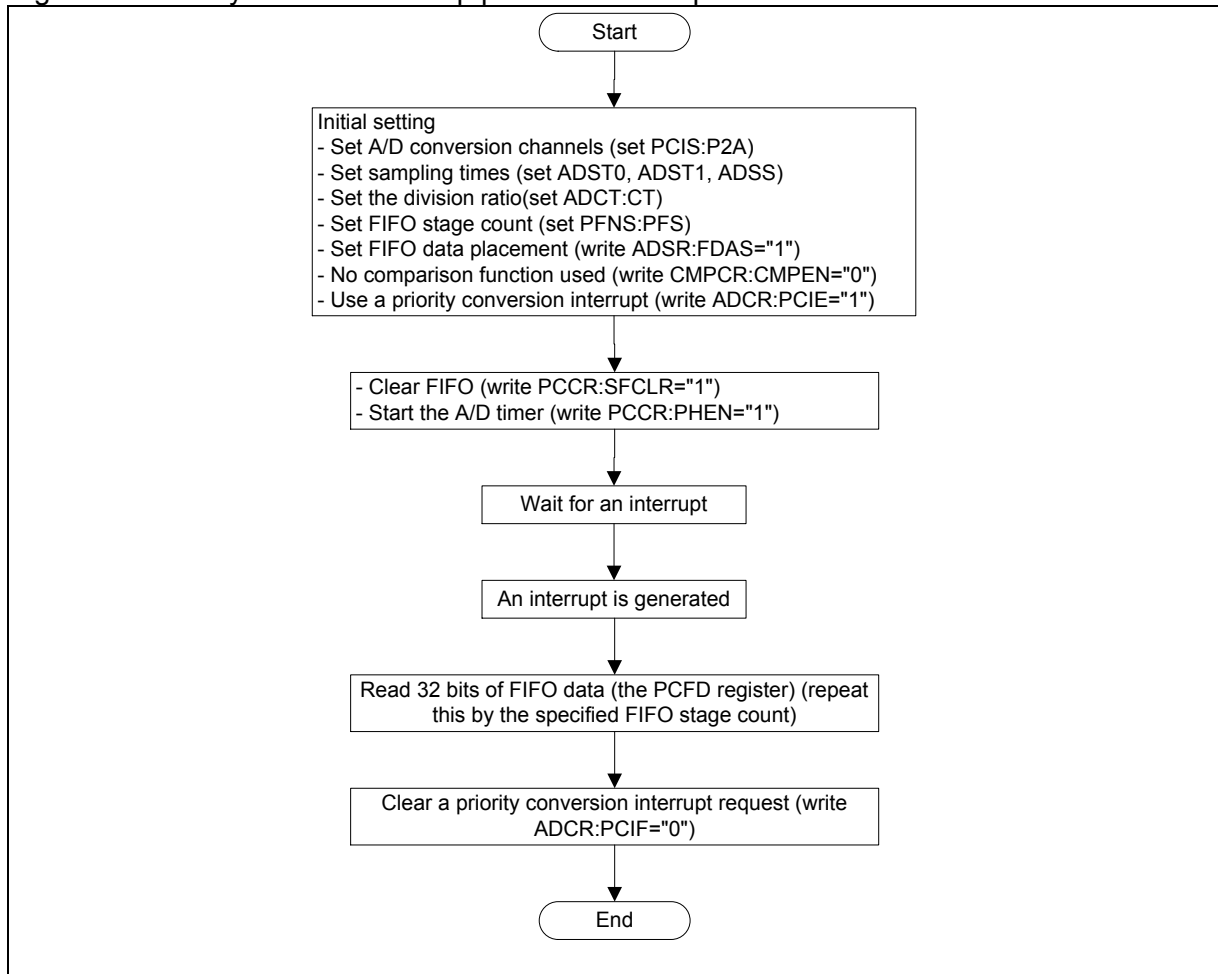 Start
Initial setting
- Set A/D conversion channels (set PCIS:P2A)
- Set sampling times (set ADST0, ADST1, ADSS)
- Set the division ratio(set ADCT:CT)
- Set FIFO stage count (set PFNS:PFS)
- Set FIFO data placement (write ADSR:FDAS="1")
- No comparison function used (write CMPCR:CMPEN="0")
- Use a priority conversion interrupt (write ADCR:PCIE="1")
- Clear FIFO (write PCCR:SFCLR="1")
- Start the A/D timer (write PCCR:PHEN="1")
Wait for an interrupt
An interrupt is generated
Read 32 bits of FIFO data (the PCFD register) (repeat
this by the specified FIFO stage count)
Clear a priority conversion interrupt request (write
ADCR:PCIF="0")
End